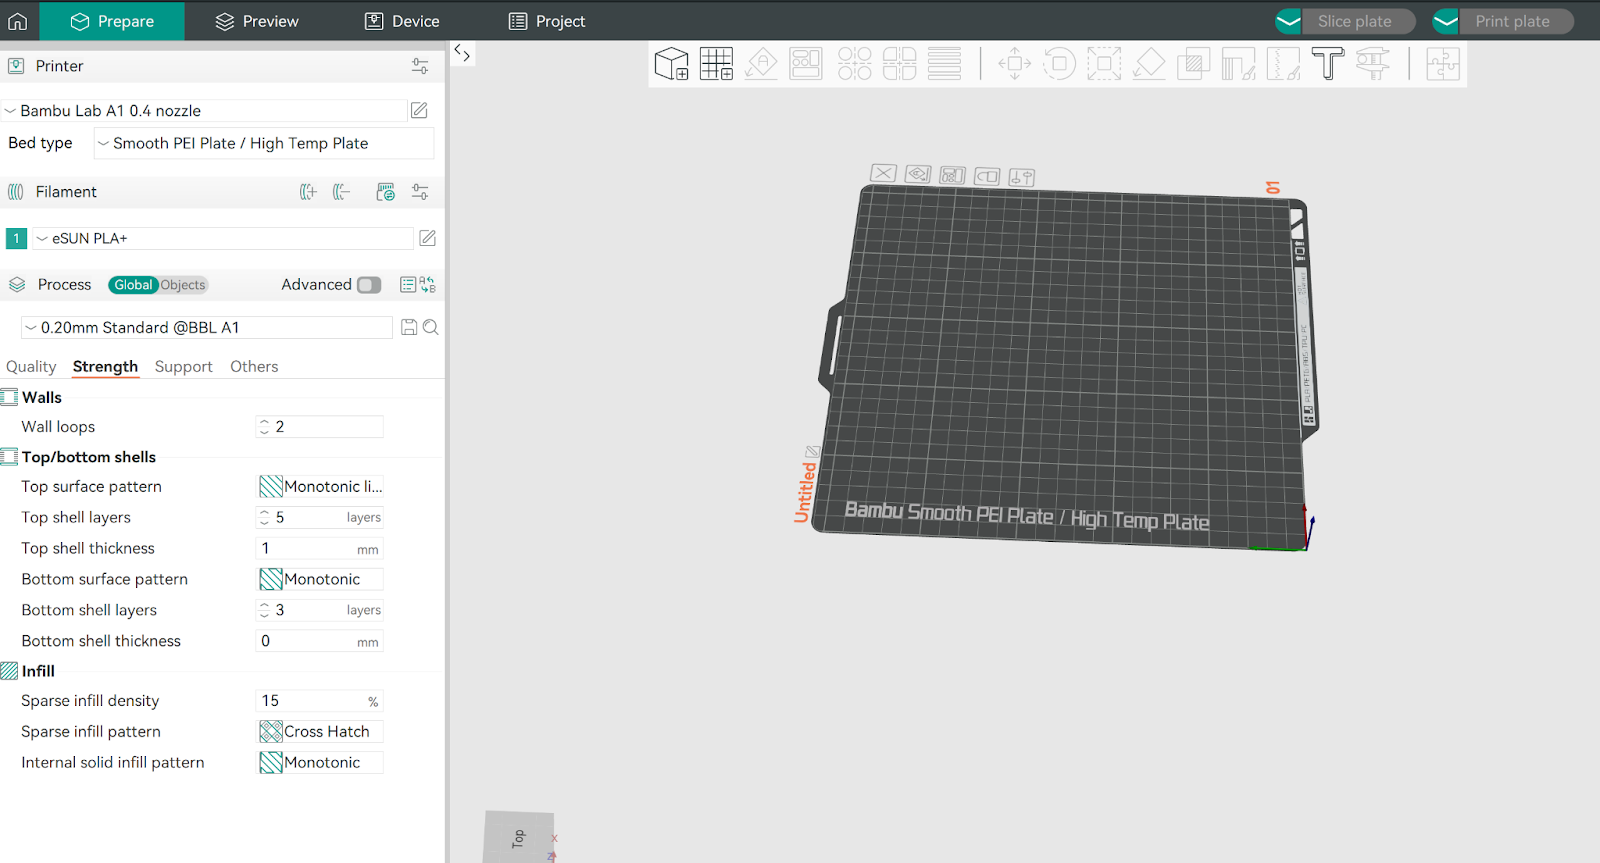 Prepare
Preview
Device
Project
Slice plate
Print plate
Printer
Bambu Lab A1 0.4 nozzle
Bed type
Smooth PEI Plate / High Temp Plate
Filament
1
eSUN PLA+
Process
Global
Objects
Advanced
0.20mm Standard @BBL A1
Quality
Strength
Support
Others
Walls
Wall loops
2
Top/bottom shells
Top surface pattern
Monotonic li...
Top shell layers
5
layers
Top shell thickness
1
mm
Bottom surface pattern
Monotonic
Bottom shell layers
3
layers
Bottom shell thickness
0
mm
Infill
Sparse infill density
15
%
Sparse infill pattern
Cross Hatch
Internal solid infill pattern
Monotonic
01
Untitled
Bambu Smooth PEI Plate / High Temp Plate
Top
X
Z